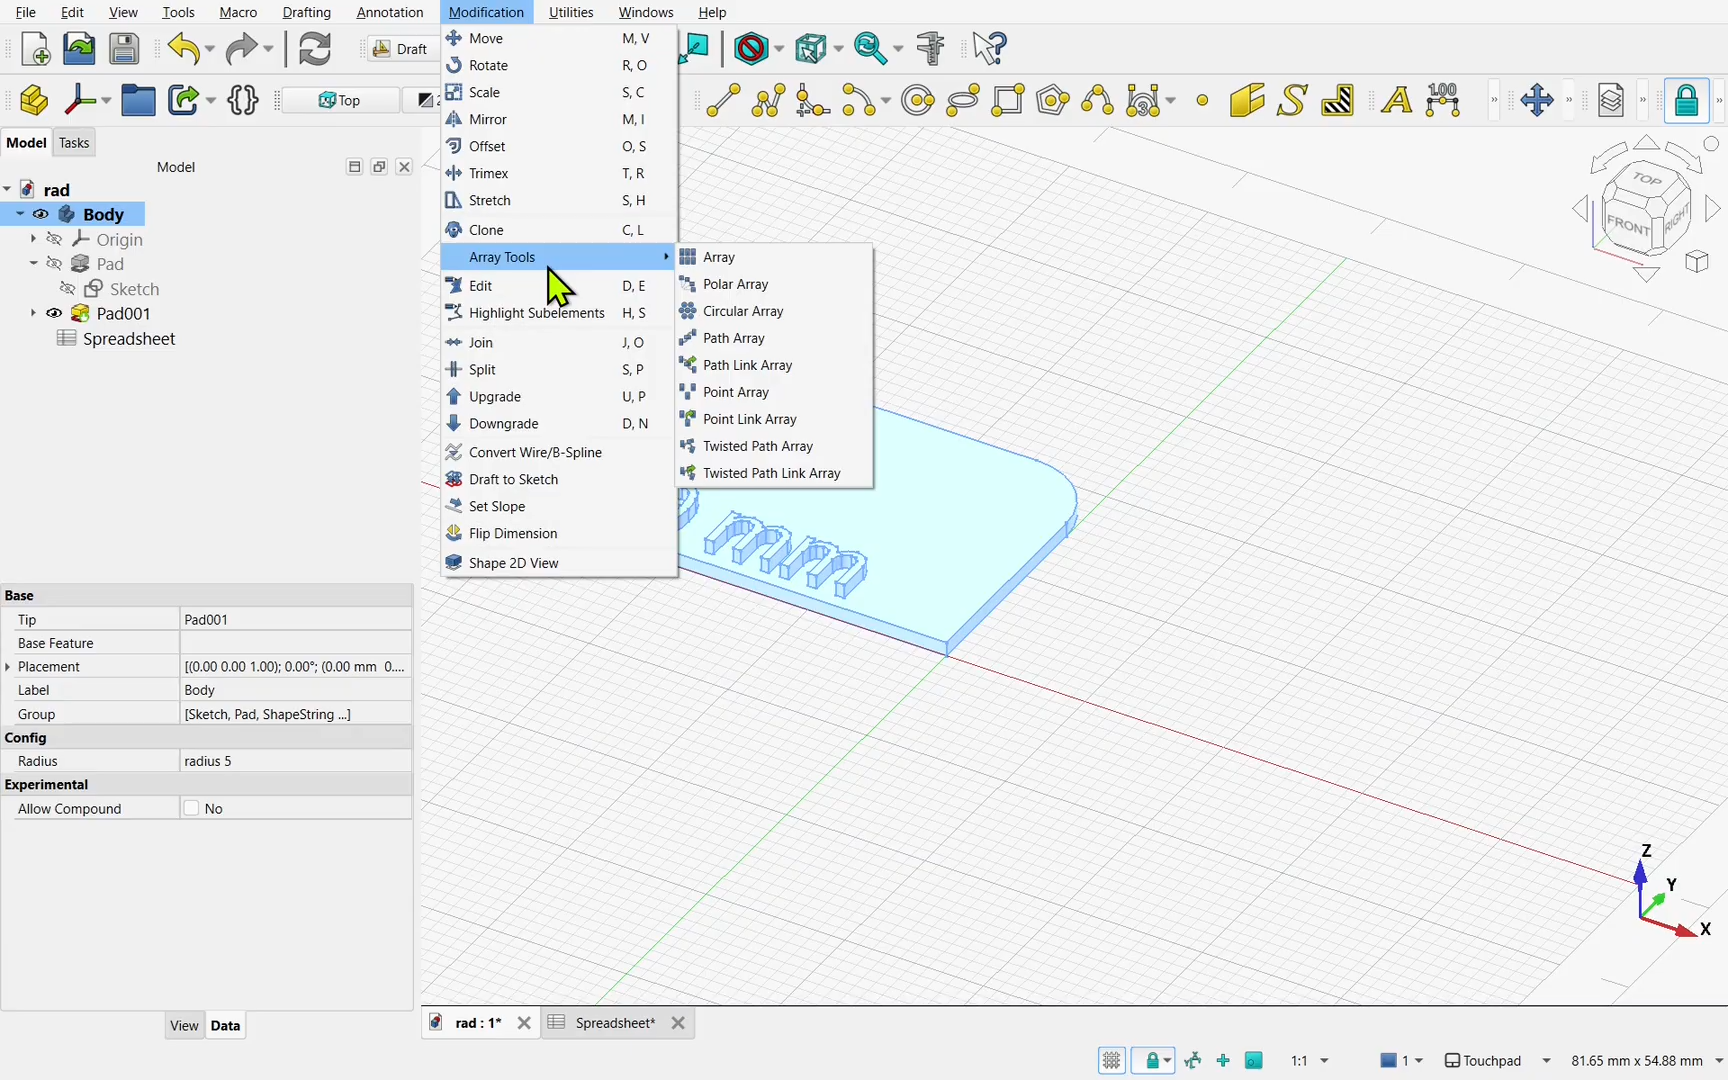 File Edit View Tools Macro Drafting Annotation Modification Utilities Windows Help
Draft
Top
1.00
Model Tasks
Model
rad
Body
Origin
Pad
Sketch
Pad001
Spreadsheet
Move M, V
Rotate R, O
Scale S, C
Mirror M, I
Offset O, S
Trimex T, R
Stretch S, H
Clone C, L
Array Tools
Edit D, E
Highlight Subelements H, S
Join J, O
Split S, P
Upgrade U, P
Downgrade D, N
Convert Wire/B-Spline
Draft to Sketch
Set Slope
Flip Dimension
Shape 2D View
Array
Polar Array
Circular Array
Path Array
Path Link Array
Point Array
Point Link Array
Twisted Path Array
Twisted Path Link Array
TOP
FRONT
RIGHT
mm
Base
Tip Pad001
Base Feature
Placement [(0.00 0.00 1.00); 0.00°; (0.00 mm 0....
Label Body
Group [Sketch, Pad, ShapeString ...]
Config
Radius radius 5
Experimental
Allow Compound No
Z
Y
X
View Data
rad : 1* Spreadsheet*
1:1 1 Touchpad 81.65 mm x 54.88 mm